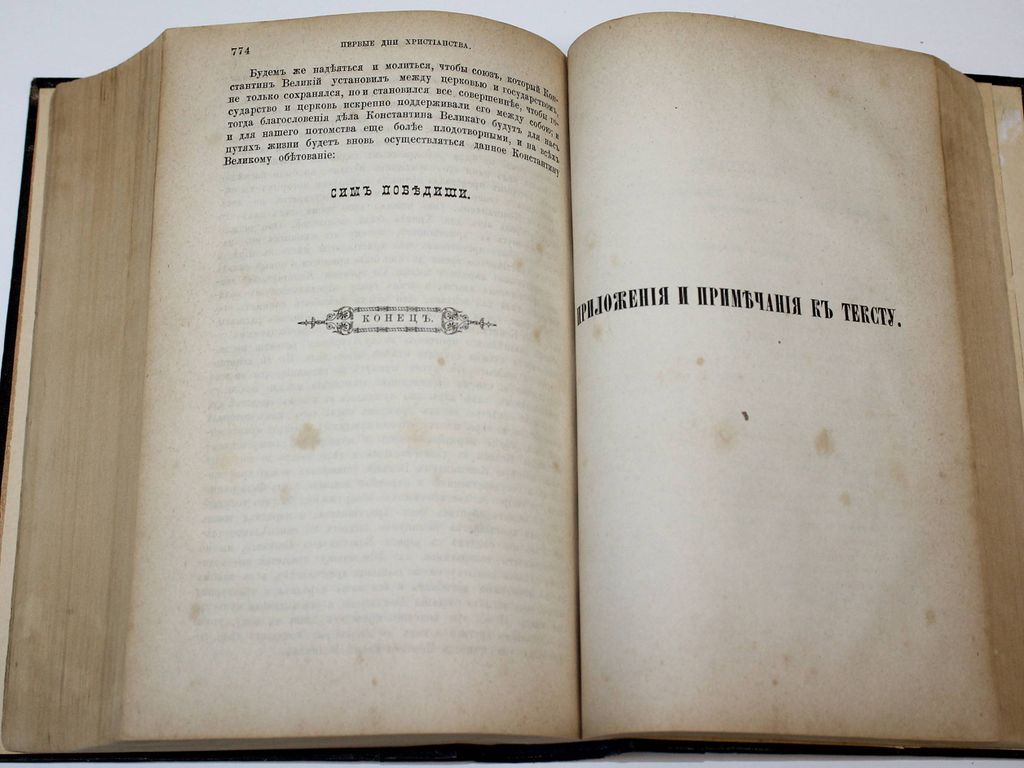 774
ПЕРВЫЕ ДНИ ХРИСТІАНСТВА.
Будемъ же надѣяться и молиться, чтобы союзъ, который Кон-
стантинъ Великій установилъ между церковью и государствомъ,
не только сохранялся, но и становился все совершеннѣе, чтобы го-
сударство и церковь искренно поддерживали его между собою; и
тогда благословенія дѣла Константина Великаго будутъ для насъ
и для нашего потомства еще болѣе плодотворными, и на всѣхъ
путяхъ жизни будетъ вновь осуществляться данное Константину
Великому обѣтованіе:
СИМЪ ПОБѢДИШИ.
КОНЕЦЪ.
ПРИЛОЖЕНІЯ И ПРИМѢЧАНІЯ КЪ ТЕКСТУ.